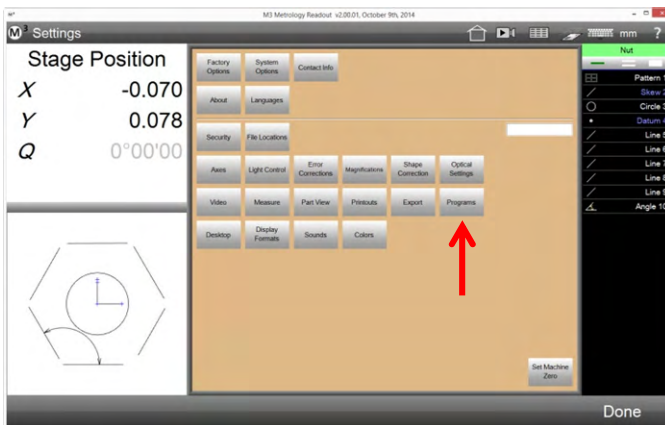 M3 Metrology Readout v2.00.01, October 9th, 2014
M³ Settings
mm ?
Stage Position
X -0.070
Y 0.078
Q 0°00'00
Factory Options
System Options
Contact Info
About
Languages
Security
File Locations
Axes
Light Control
Error Corrections
Magnifications
Shape Correction
Optical Settings
Video
Measure
Part View
Printouts
Export
Programs
Desktop
Display Formats
Sounds
Colors
Set Machine Zero
Nut
Pattern 1
Skew 2
Circle 3
Datum 4
Line 5
Line 6
Line 7
Line 8
Line 9
Angle 10
Done